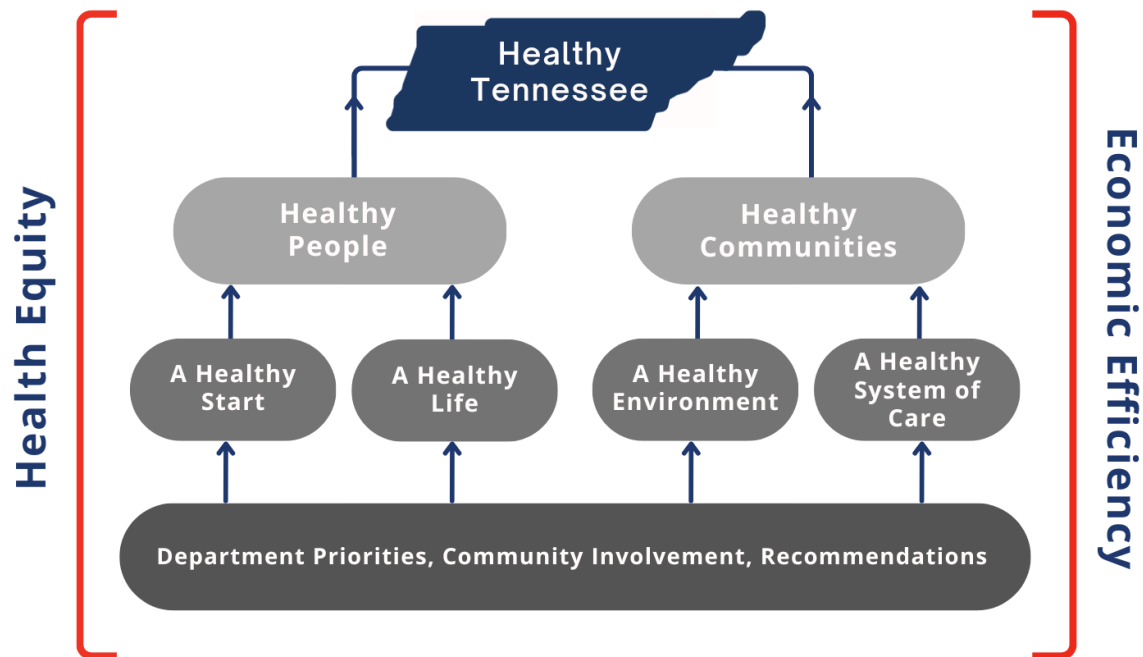 Healthy
Tennessee
Health Equity
Economic Efficiency
Healthy
People
Healthy
Communities
A Healthy
Start
A Healthy
Life
A Healthy
Environment
A Healthy
System of
Care
Department Priorities, Community Involvement, Recommendations